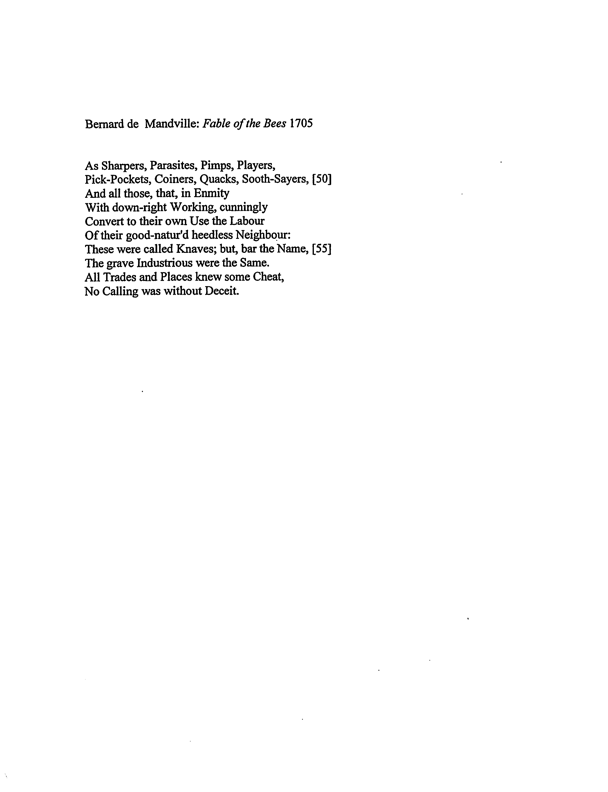 Bernard de Mandville: Fable of the Bees 1705
As Sharpers, Parasites, Pimps, Players,
Pick-Pockets, Coiners, Quacks, Sooth-Sayers, [50]
And all those, that, in Enmity
With down-right Working, cunningly
Convert to their own Use the Labour
Of their good-natur'd heedless Neighbour:
These were called Knaves; but, bar the Name, [55]
The grave Industrious were the Same.
All Trades and Places knew some Cheat,
No Calling was without Deceit.